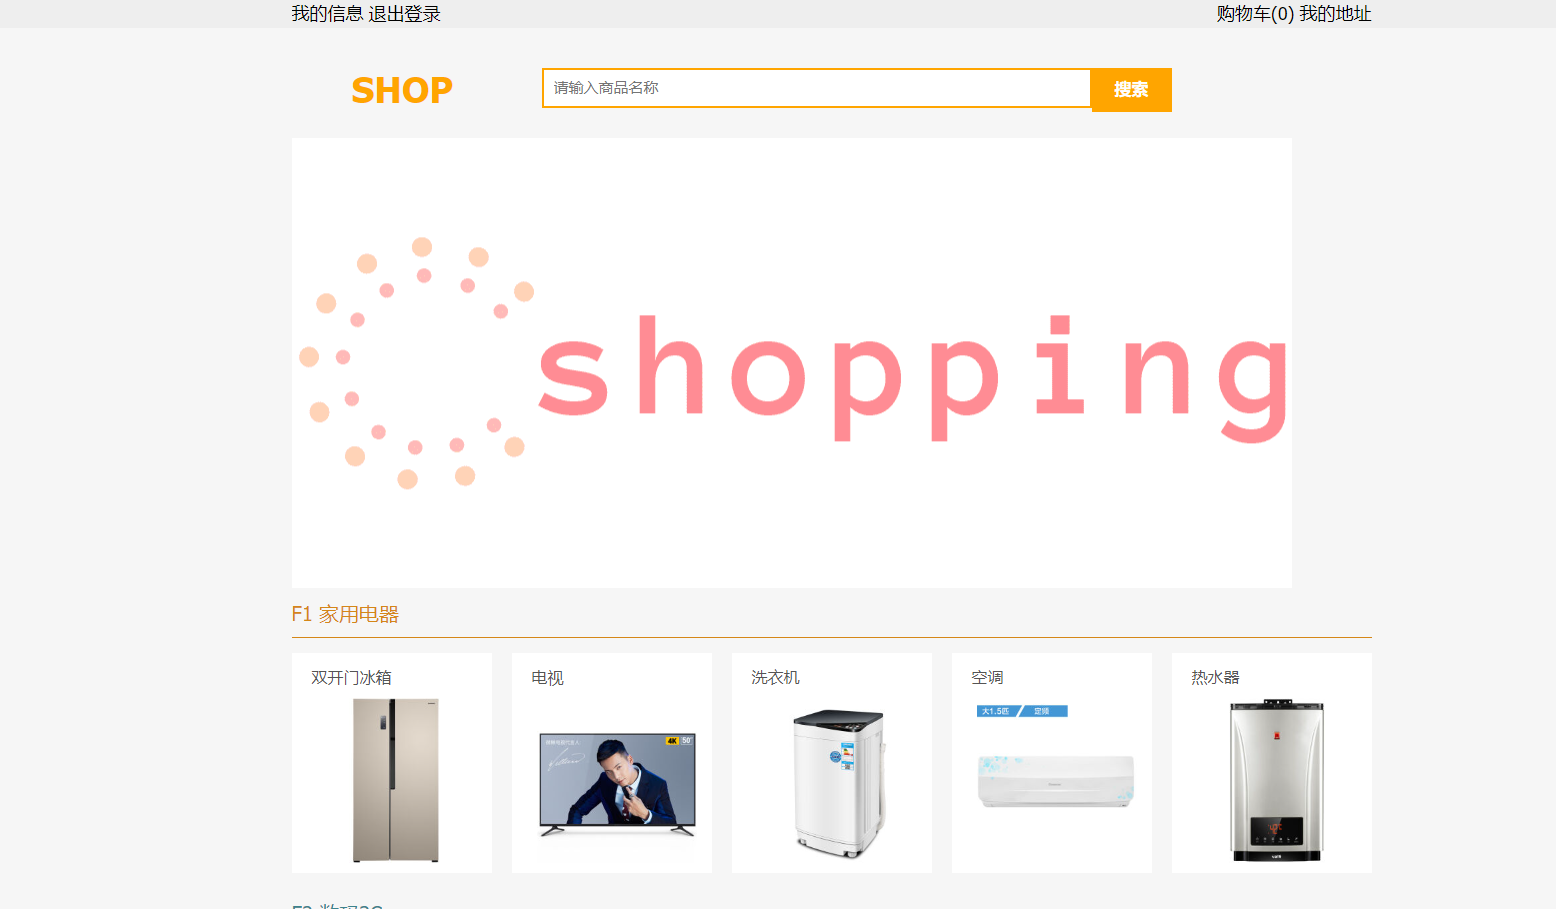 我的信息 退出登录
购物车(0) 我的地址
SHOP
请输入商品名称
搜索
shopping
F1 家用电器
双开门冰箱
电视
洗衣机
空调
热水器
4K 50"
大1.5匹 定频